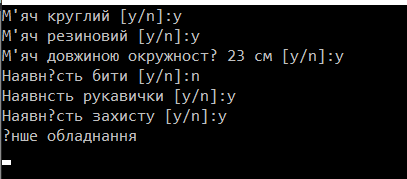 М'яч круглий [y/n]:y
М'яч резиновий [y/n]:y
М'яч довжиною окружност? 23 см [y/n]:y
Наявн?сть бити [y/n]:n
Наявнсть рукавички [y/n]:y
Наявн?сть захисту [y/n]:y
?нше обладнання